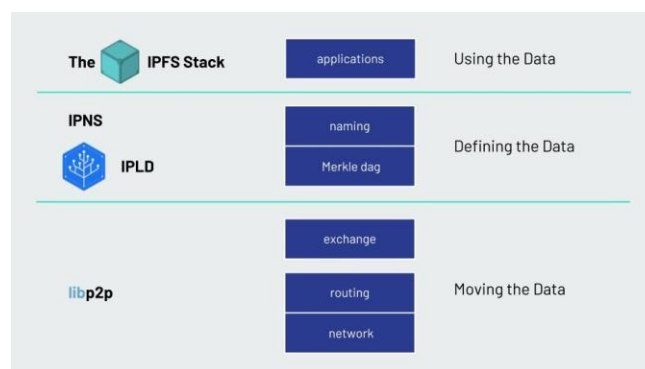 The IPFS Stack
applications
Using the Data
IPNS
naming
Defining the Data
IPLD
Merkle dag
exchange
libp2p
routing
Moving the Data
network